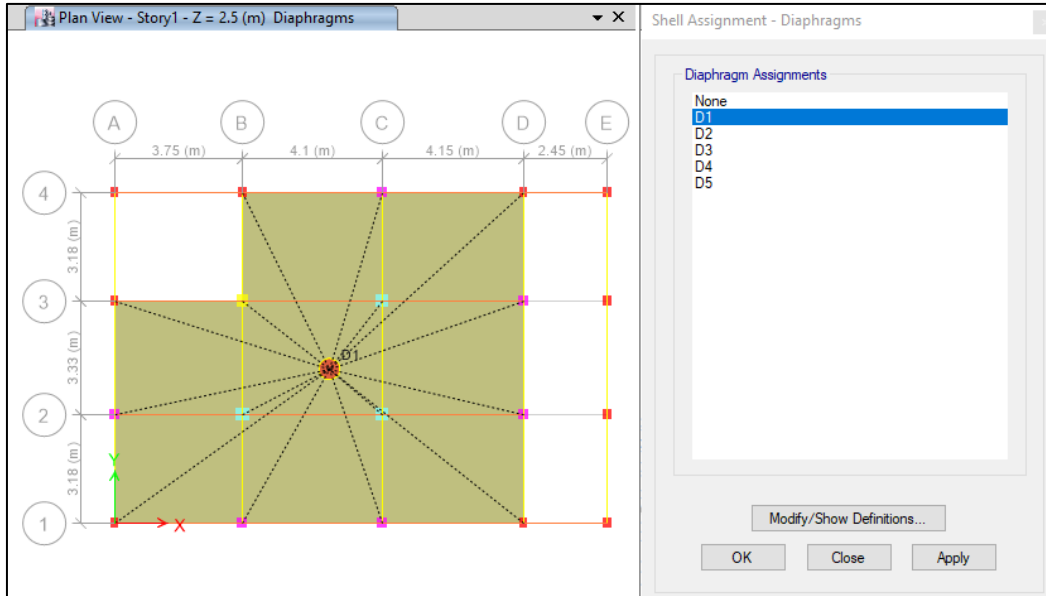 Plan View - Story1 - Z = 2.5 (m) Diaphragms
A B C D E
3.75 (m) 4.1 (m) 4.15 (m) 2.45 (m)
4
3.18 (m)
3
3.33 (m)
D1
2
3.18 (m)
Y
1
X
Shell Assignment - Diaphragms
Diaphragm Assignments
None
D1
D2
D3
D4
D5
Modify/Show Definitions...
OK Close Apply